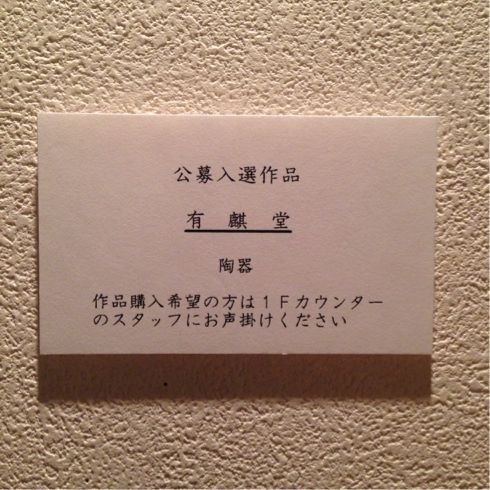 公募入選作品
有麒堂
陶器
作品購入希望の方は１Ｆカウンター
のスタッフにお声掛けください